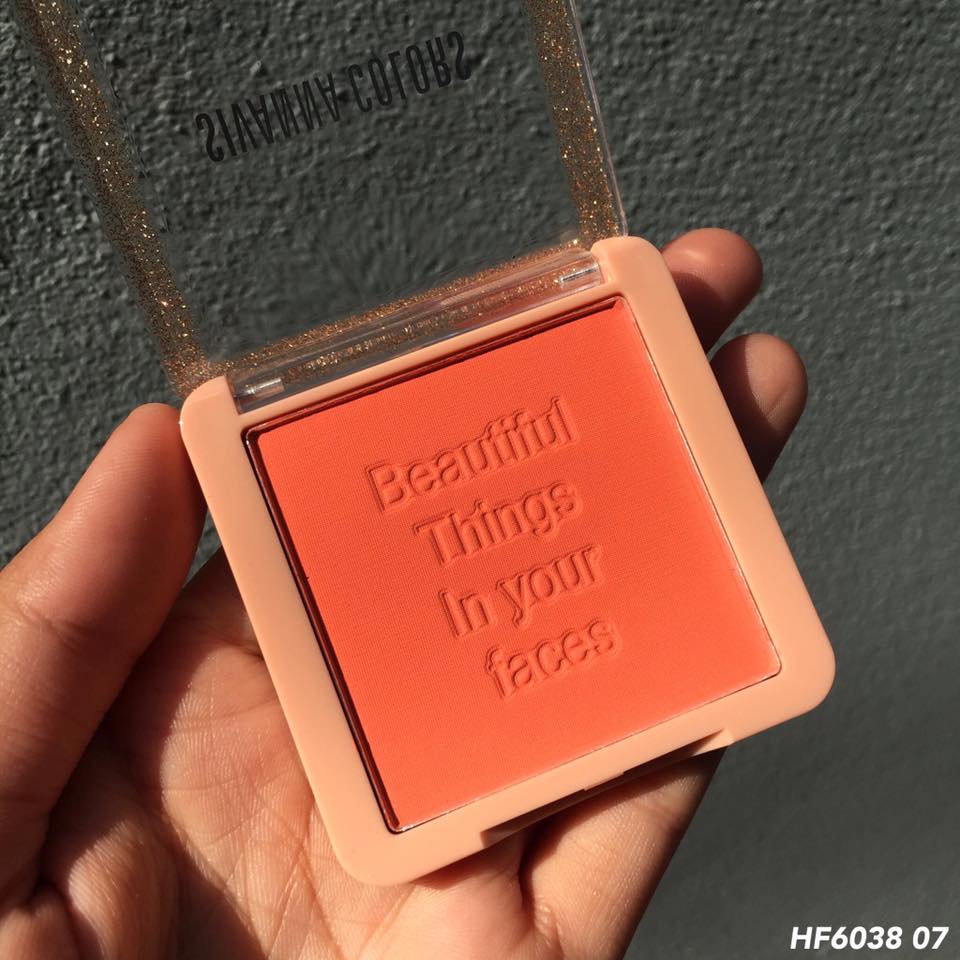 SIVANNA COLORS
Beautiful
Things
In your
faces
HF6038 07